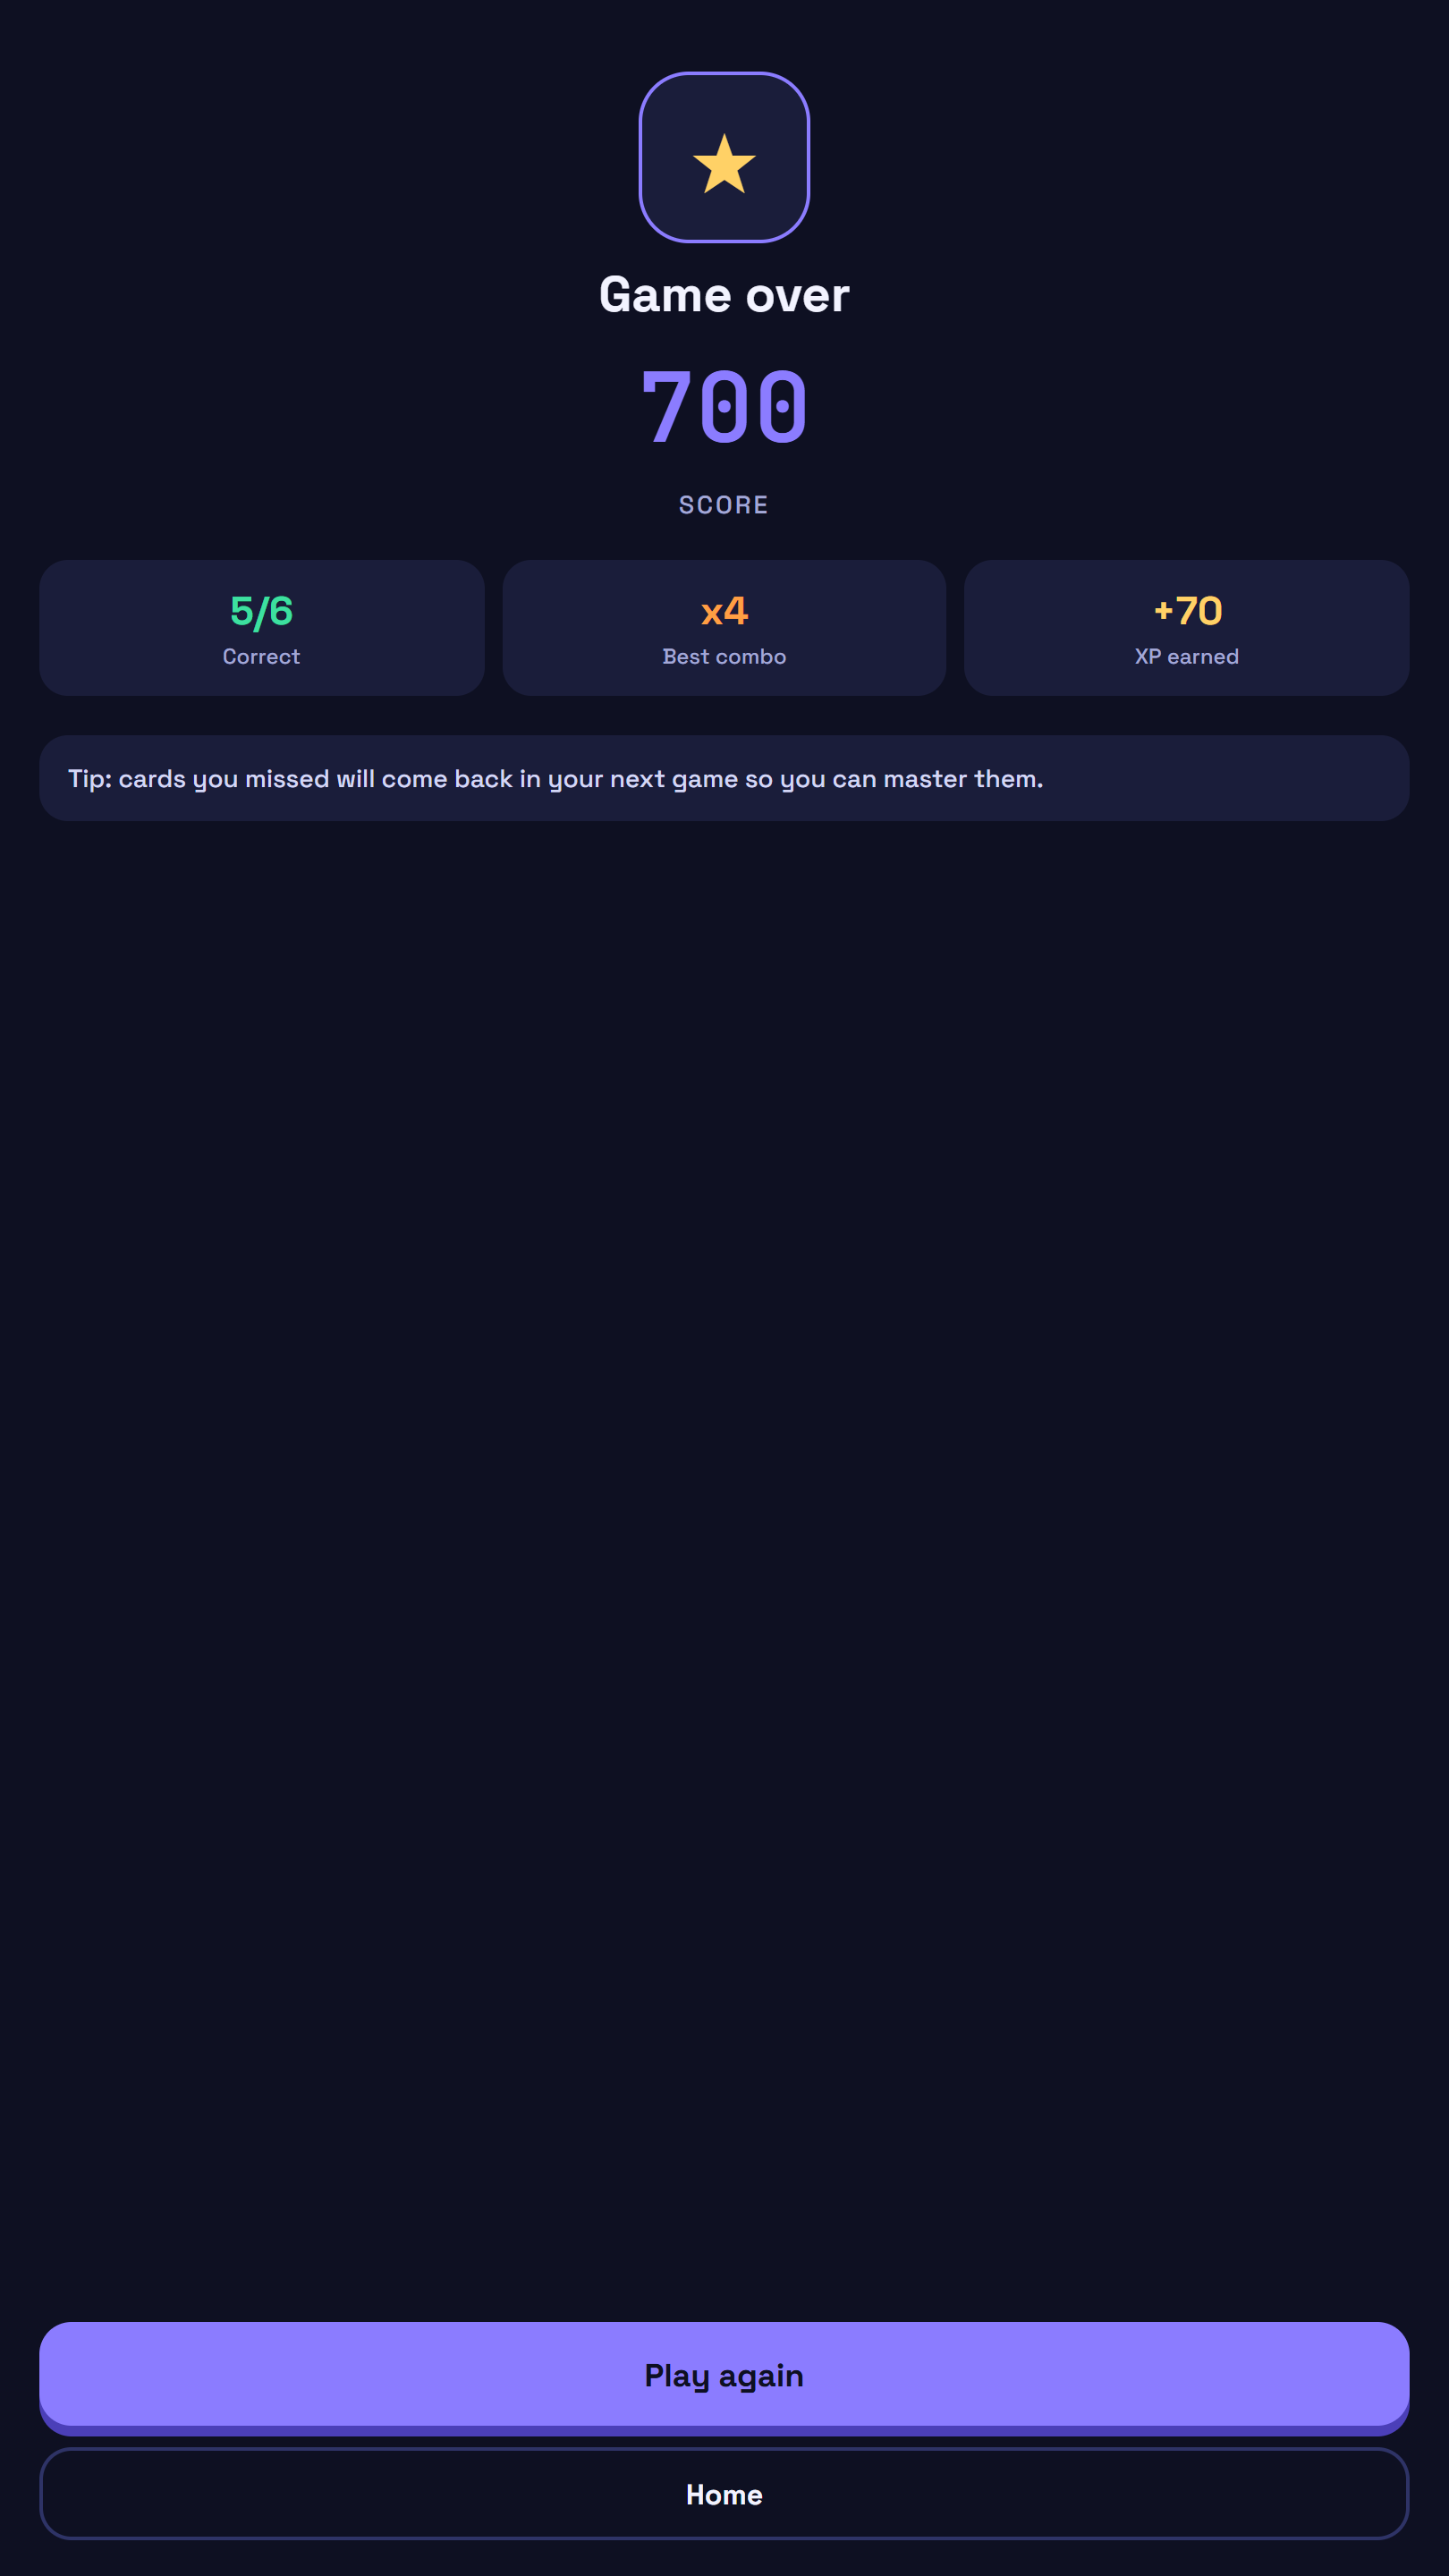 Game over
700
SCORE
5/6
Correct
x4
Best combo
+70
XP earned
Tip: cards you missed will come back in your next game so you can master them.
Play again
Home